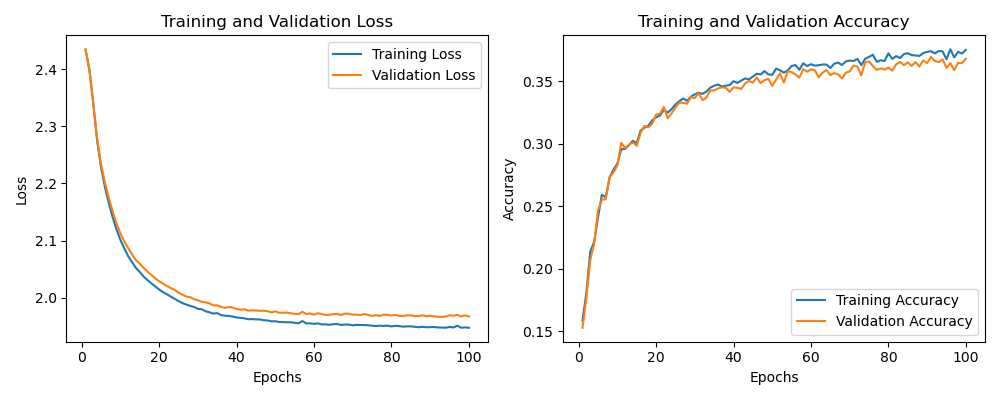 Training and Validation Loss
Training Loss
Validation Loss
2.4
2.3
2.2
2.1
2.0
Loss
0
20
40
60
80
100
Epochs
Training and Validation Accuracy
0.35
0.30
0.25
0.20
0.15
Accuracy
Training Accuracy
Validation Accuracy
0
20
40
60
80
100
Epochs